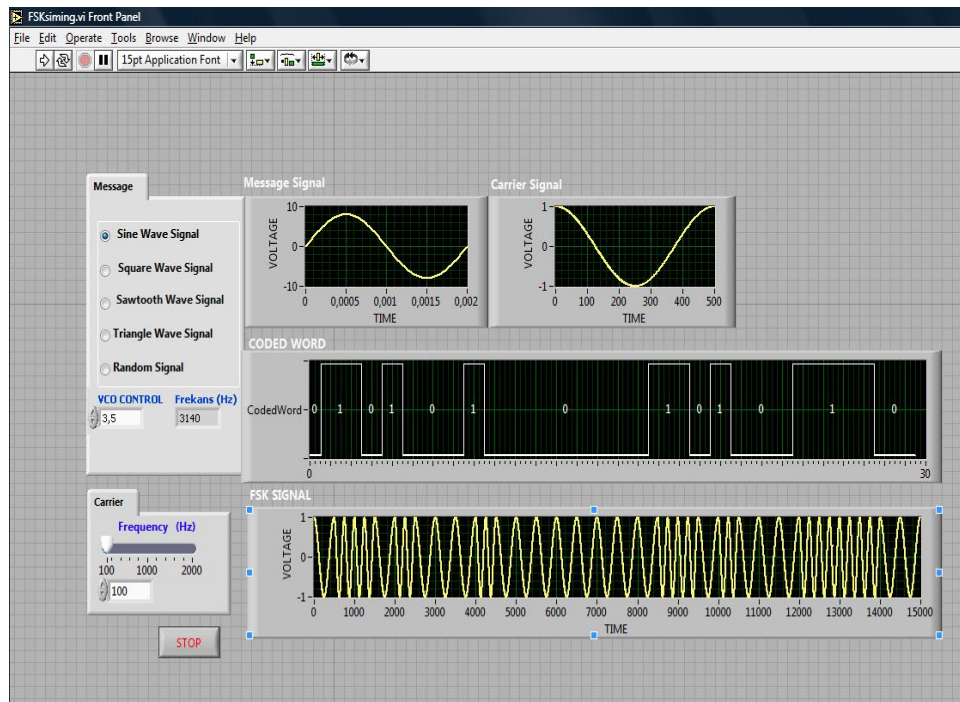 FSKsiming.vi Front Panel
File Edit Operate Tools Browse Window Help
15pt Application Font
Message
Sine Wave Signal
Square Wave Signal
Sawtooth Wave Signal
Triangle Wave Signal
Random Signal
VCO CONTROL Frekans (Hz)
3,5 3140
Message Signal
VOLTAGE
10
0
-10
0 0,0005 0,001 0,0015 0,002
TIME
Carrier Signal
VOLTAGE
1
0
-1
0 100 200 300 400 500
TIME
CODED WORD
CodedWord 0 1 0 1 0 1 0 1 0 1 0 1 0
0 30
Carrier
Frequency (Hz)
100 1000 2000
100
STOP
FSK SIGNAL
VOLTAGE
1
0
-1
0 1000 2000 3000 4000 5000 6000 7000 8000 9000 10000 11000 12000 13000 14000 15000
TIME